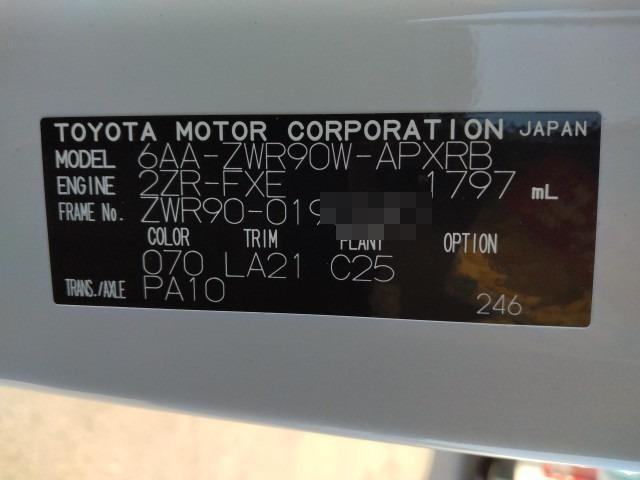 TOYOTA MOTOR CORPORATION JAPAN
MODEL 6AA-ZWR90W-APXRB
ENGINE 2ZR-FXE 1797 mL
FRAME No. ZWR90-019
COLOR TRIM PLANT OPTION
070 LA21 C25
TRANS./AXLE PA10 246